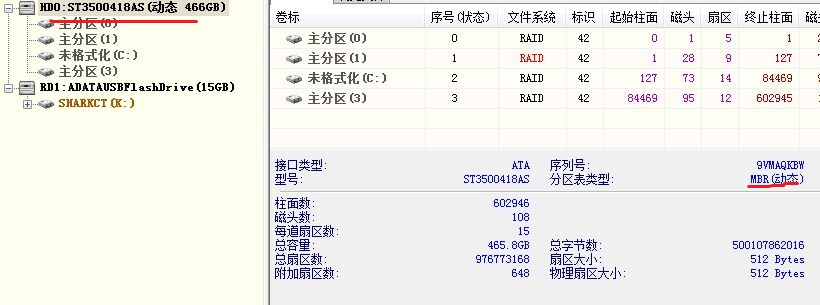 HD0:ST3500418AS(动态 466GB)
主分区(0)
主分区(1)
未格式化(C:)
主分区(3)
RD1:ADATAUSBFlashDrive(15GB)
SHARKCT(K:)
卷标 序号(状态) 文件系统 标识 起始柱面 磁头 扇区 终止柱面 磁头
主分区(0) 0 RAID 42 0 1 5 1
主分区(1) 1 RAID 42 1 28 9 127
未格式化(C:) 2 RAID 42 127 73 14 84469
主分区(3) 3 RAID 42 84469 95 12 602945
接口类型: ATA 序列号: 9VMAQKBW
型号: ST3500418AS 分区表类型: MBR(动态)
柱面数: 602946
磁头数: 108
每道扇区数: 15
总容量: 465.8GB 总字节数: 500107862016
总扇区数: 976773168 扇区大小: 512 Bytes
附加扇区数: 648 物理扇区大小: 512 Bytes